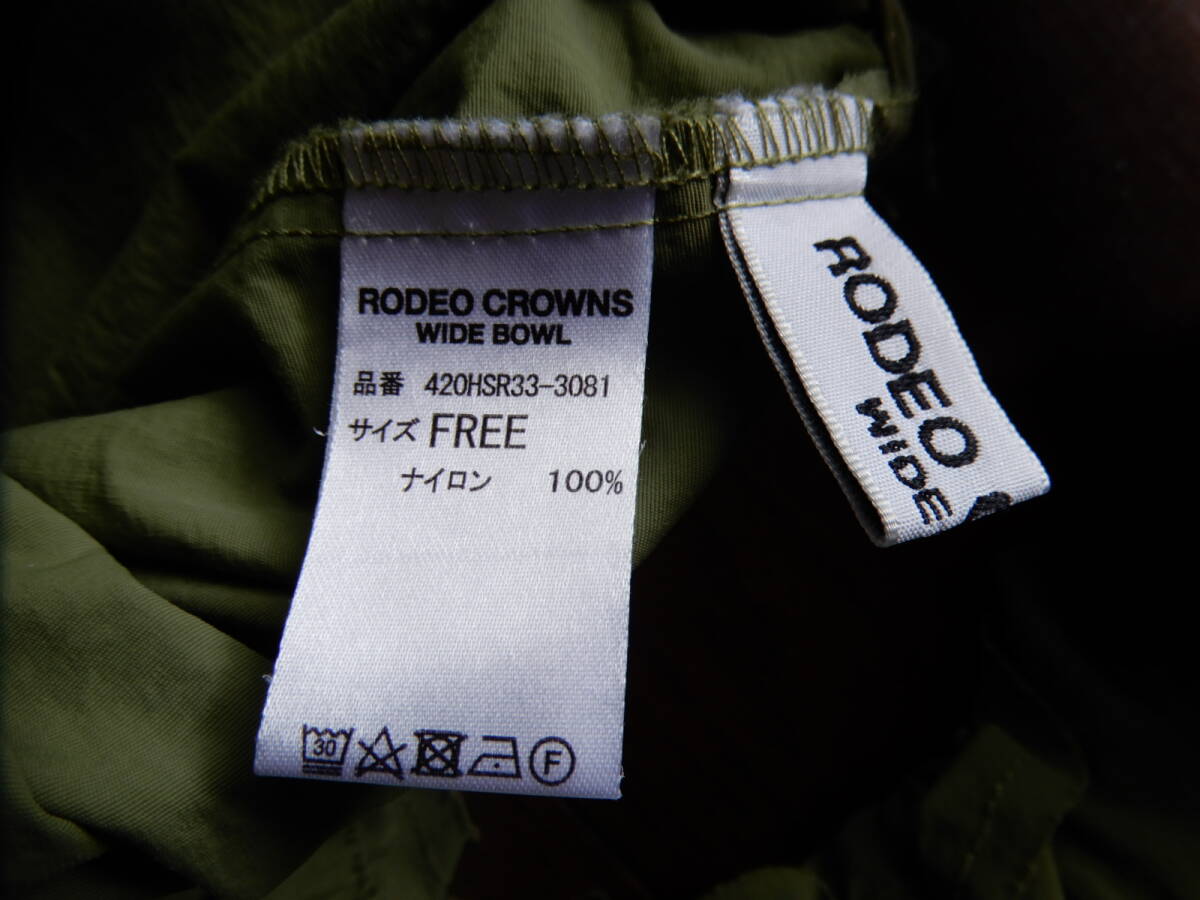 RODEO CROWNS
WIDE BOWL
品番 420HSR33-3081
サイズ FREE
ナイロン 100%
30
F
RODEO
WIDE